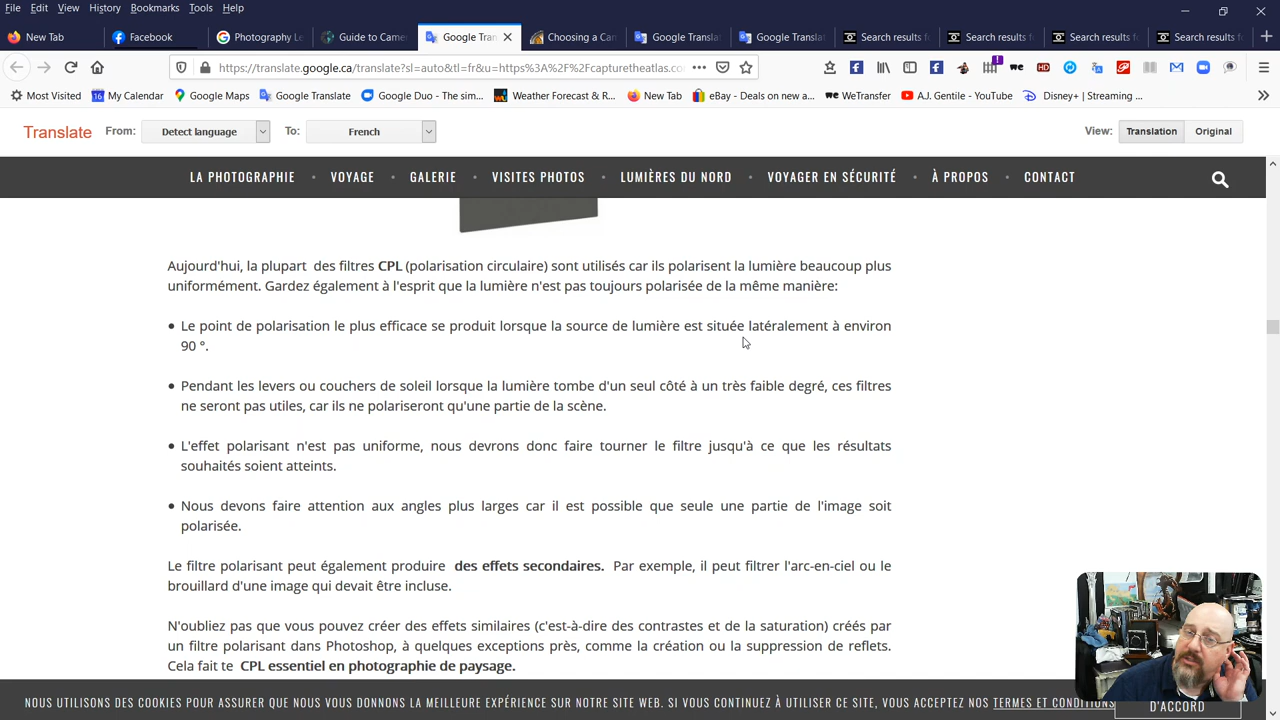 File Edit View History Bookmarks Tools Help
New Tab Facebook Photography Le Guide to Camer Google Tran Choosing a Can Google Translat Google Translat Search results f Search results f Search results f Search results f
https://translate.google.ca/translate?sl=auto&tl=fr&u=https%3A%2F%2Fcapturetheatlas.co
Most Visited 16 My Calendar Google Maps Google Translate Google Duo - The smi... Weather Forecast & R... New Tab eBay - Deals on new a... WeTransfer A.J. Gentile - YouTube Disney+ | Streaming ...
Translate From: Detect language To: French View: Translation Original
LA PHOTOGRAPHIE • VOYAGE • GALERIE • VISITES PHOTOS • LUMIÈRES DU NORD • VOYAGER EN SÉCURITÉ • À PROPOS • CONTACT
Aujourd'hui, la plupart des filtres CPL (polarisation circulaire) sont utilisés car ils polarisent la lumière beaucoup plus
uniformément. Gardez également à l'esprit que la lumière n'est pas toujours polarisée de la même manière:
• Le point de polarisation le plus efficace se produit lorsque la source de lumière est située latéralement à environ
90 °.
• Pendant les levers ou couchers de soleil lorsque la lumière tombe d'un seul côté à un très faible degré, ces filtres
ne seront pas utiles, car ils ne polariseront qu'une partie de la scène.
• L'effet polarisant n'est pas uniforme, nous devrons donc faire tourner le filtre jusqu'à ce que les résultats
souhaités soient atteints.
• Nous devons faire attention aux angles plus larges car il est possible que seule une partie de l'image soit
polarisée.
Le filtre polarisant peut également produire des effets secondaires. Par exemple, il peut filtrer l'arc-en-ciel ou le
brouillard d'une image qui devait être incluse.
N'oubliez pas que vous pouvez créer des effets similaires (c'est-à-dire des contrastes et de la saturation) créés par
un filtre polarisant dans Photoshop, à quelques exceptions près, comme la création ou la suppression de reflets.
Cela fait te CPL essentiel en photographie de paysage.
NOUS UTILISONS DES COOKIES POUR ASSURER QUE NOUS VOUS DONNONS LA MEILLEURE EXPÉRIENCE SUR NOTRE SITE WEB. SI VOUS CONTINUEZ À UTILISER CE SITE, VOUS ACCEPTEZ NOS TERMES ET CONDITIONS
D'ACCORD